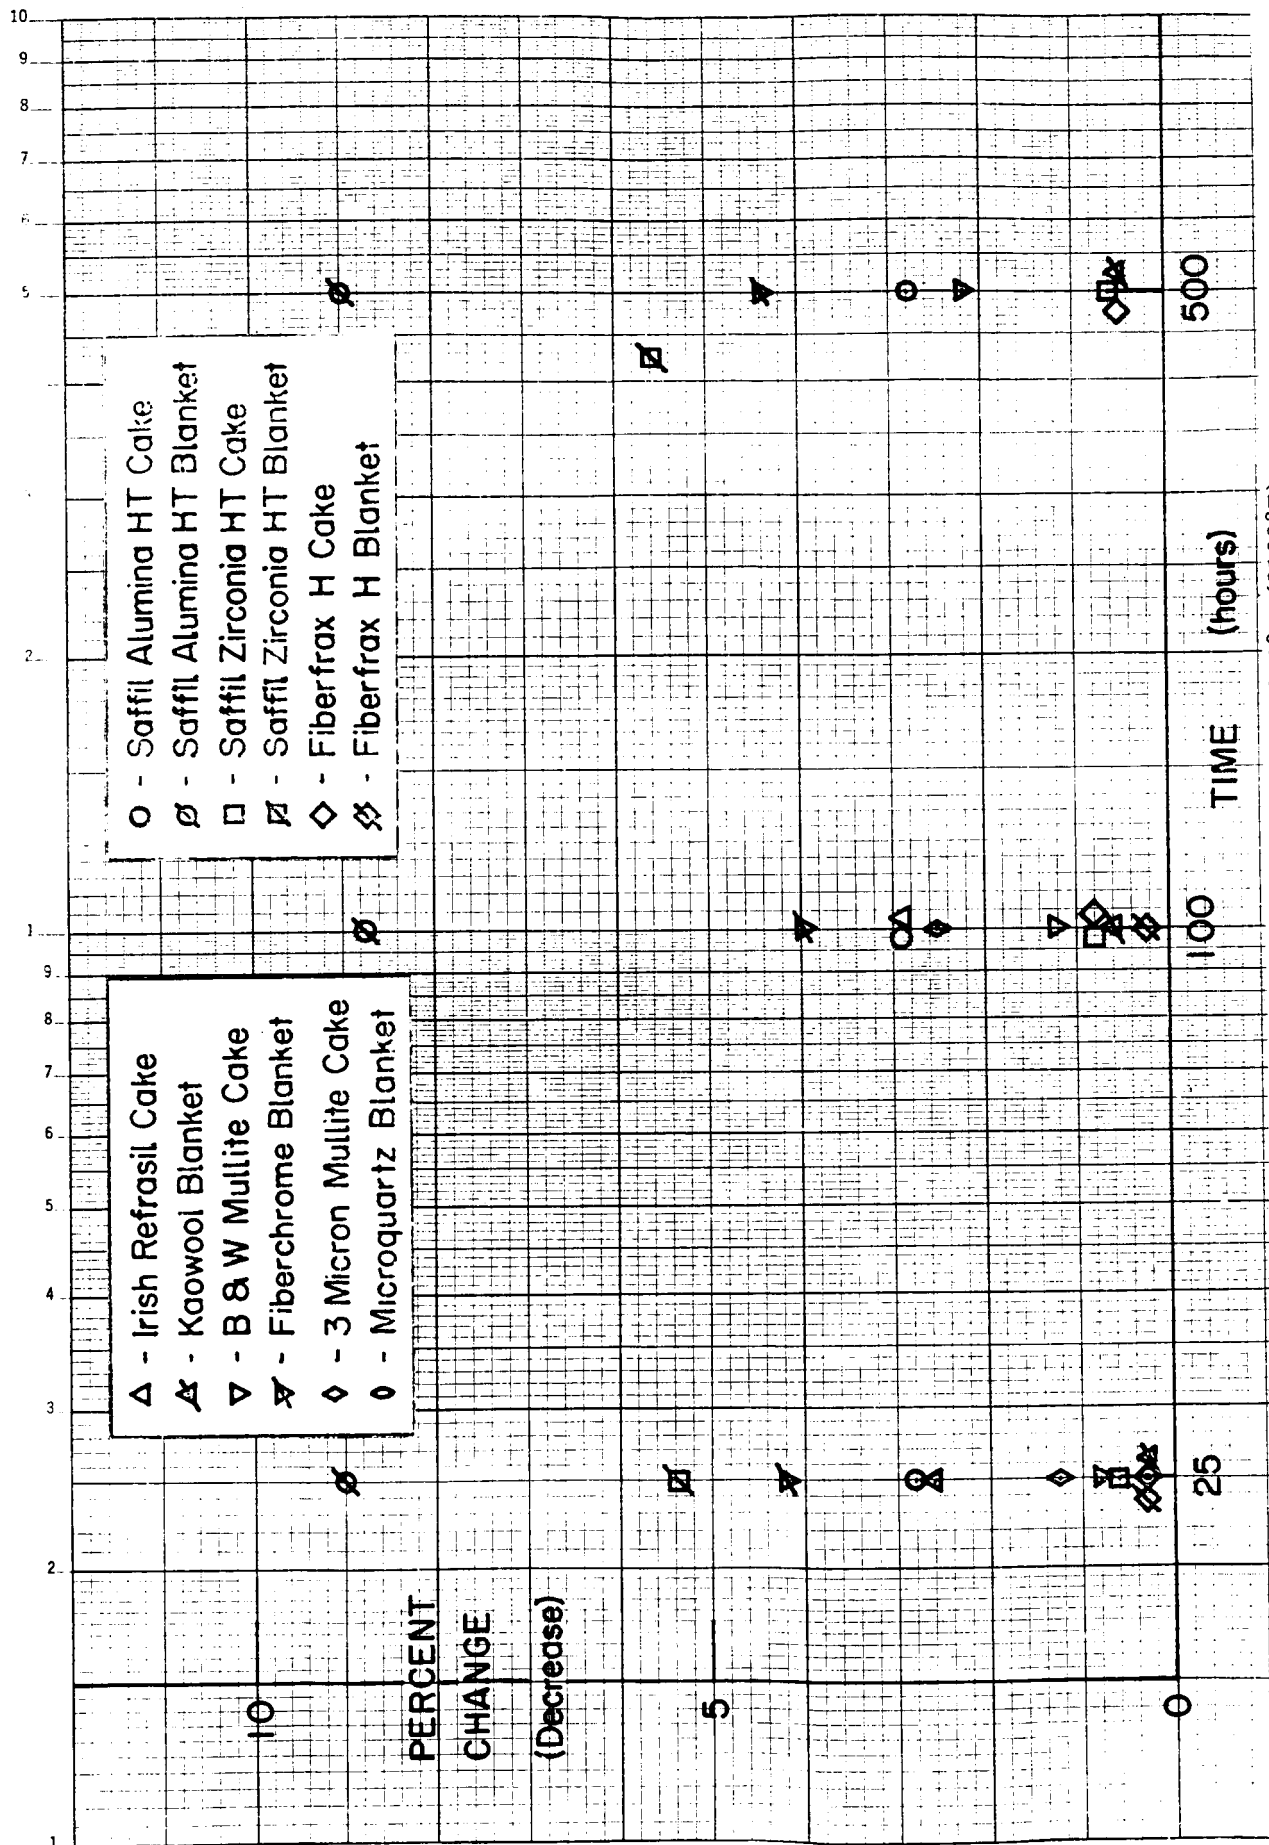 PERCENT
CHANGE
(Decrease)
10
5
0
△ - Irish Refrasil Cake
- Kaowool Blanket
▽ - B & W Mullite Cake
- Fiberchrome Blanket
◇ - 3 Micron Mullite Cake
- Microquartz Blanket
○ - Saffil Alumina HT Cake
Ø - Saffil Alumina HT Blanket
□ - Saffil Zirconia HT Cake
- Saffil Zirconia HT Blanket
◇ - Fiberfrax H Cake
- Fiberfrax H Blanket
25
100
500
TIME (hours)
1
2
3
4
5
6
7
8
9
1
2
5
6
7
8
9
10